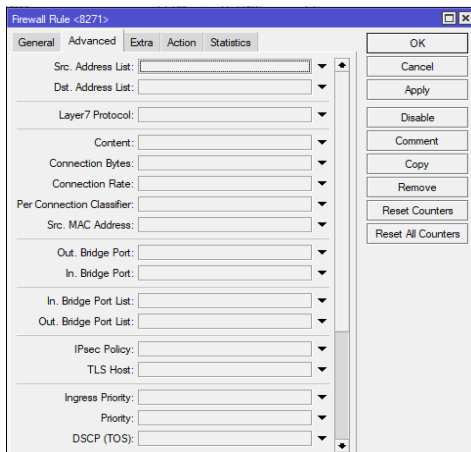 Firewall Rule <8271>
General Advanced Extra Action Statistics
Src. Address List:
Dst. Address List:
Layer7 Protocol:
Content:
Connection Bytes:
Connection Rate:
Per Connection Classifier:
Src. MAC Address:
Out. Bridge Port:
In. Bridge Port:
In. Bridge Port List:
Out. Bridge Port List:
IPsec Policy:
TLS Host:
Ingress Priority:
Priority:
DSCP (TOS):
OK
Cancel
Apply
Disable
Comment
Copy
Remove
Reset Counters
Reset All Counters